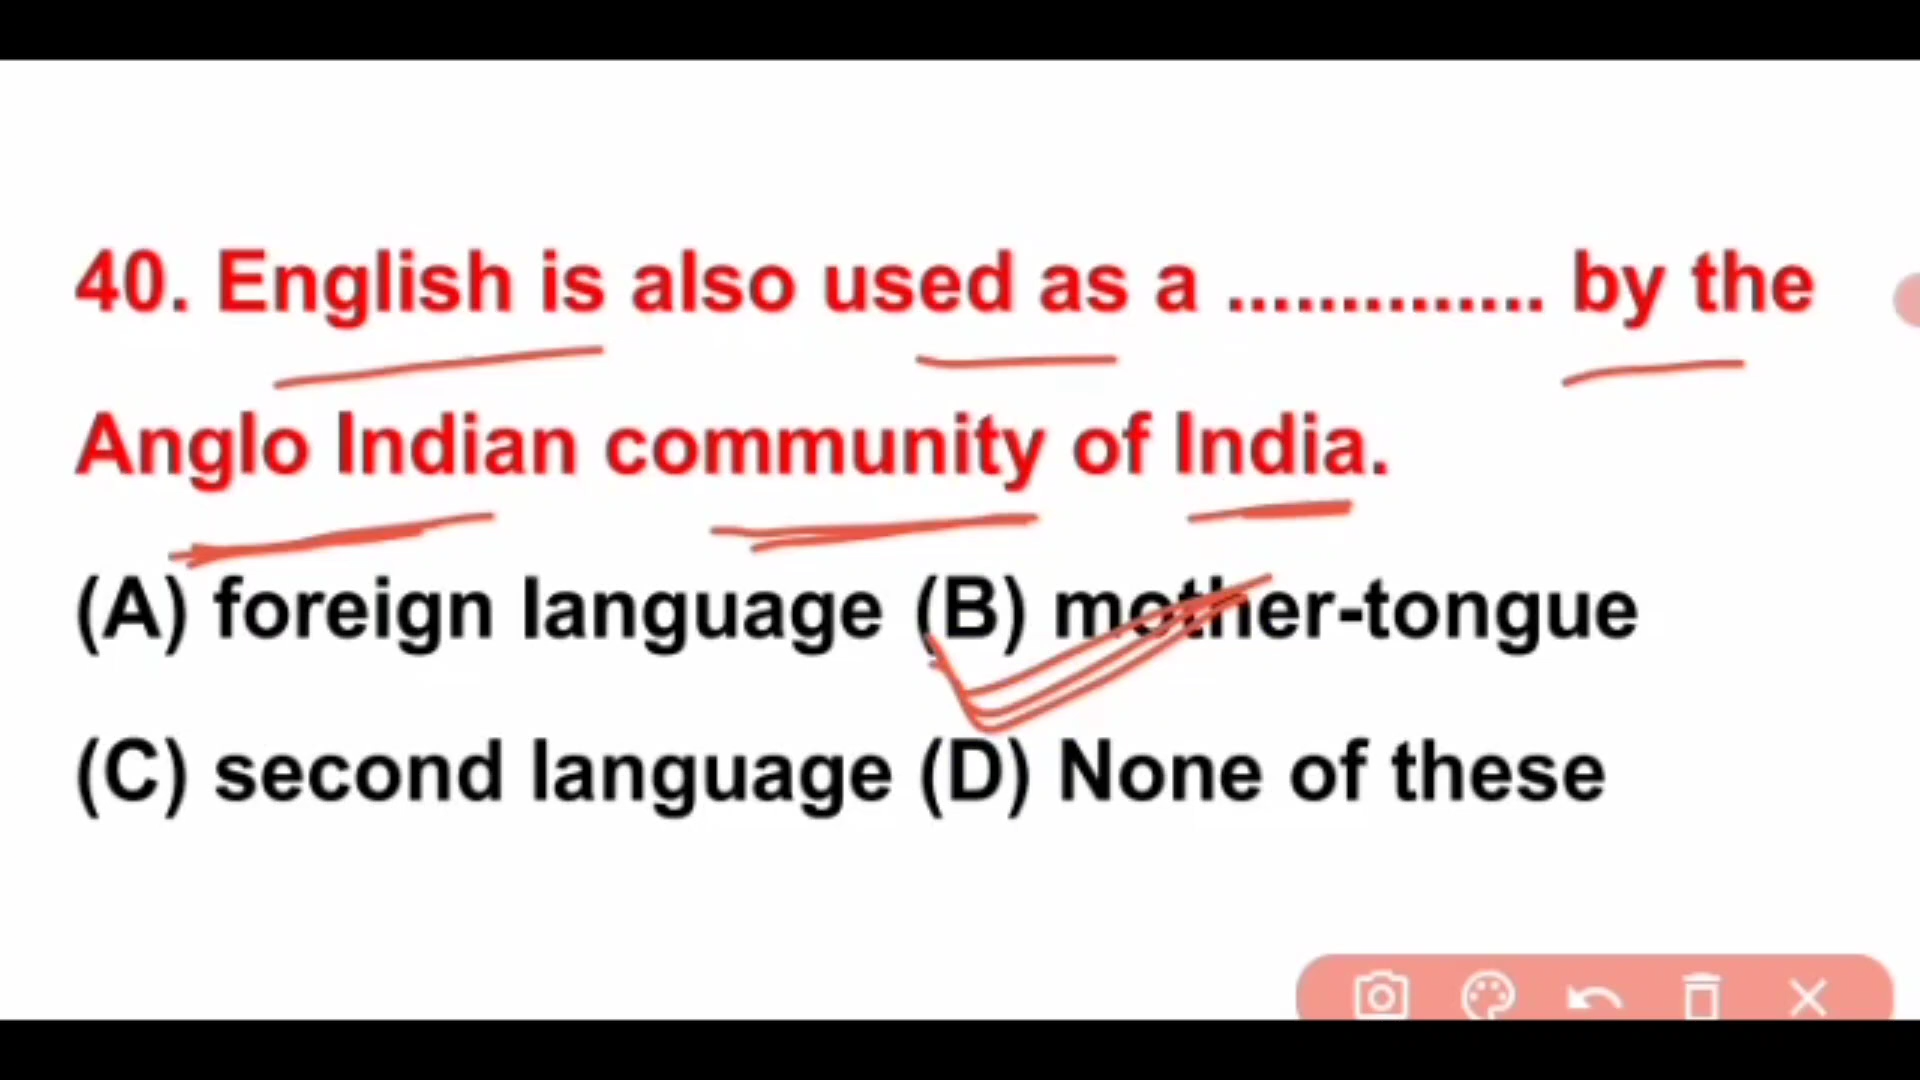 40. English is also used as a .............. by the
Anglo Indian community of India.
(A) foreign language (B) mother-tongue
(C) second language (D) None of these